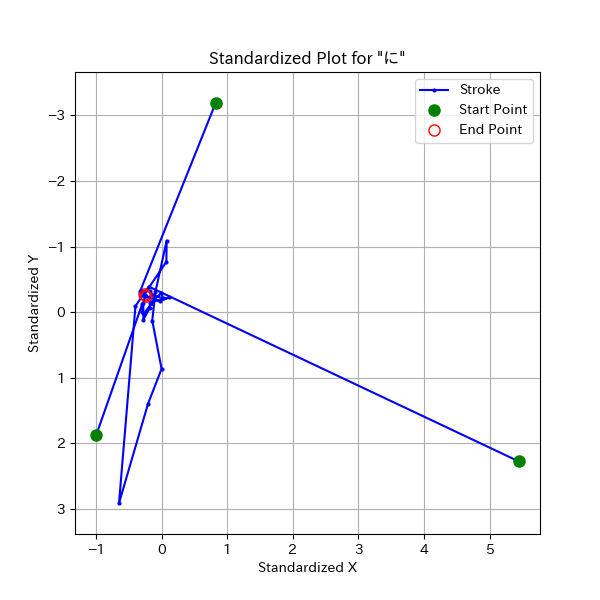 Standardized Plot for "に"
Stroke
Start Point
End Point
Standardized Y
−3
−2
−1
0
1
2
3
−1 0 1 2 3 4 5
Standardized X